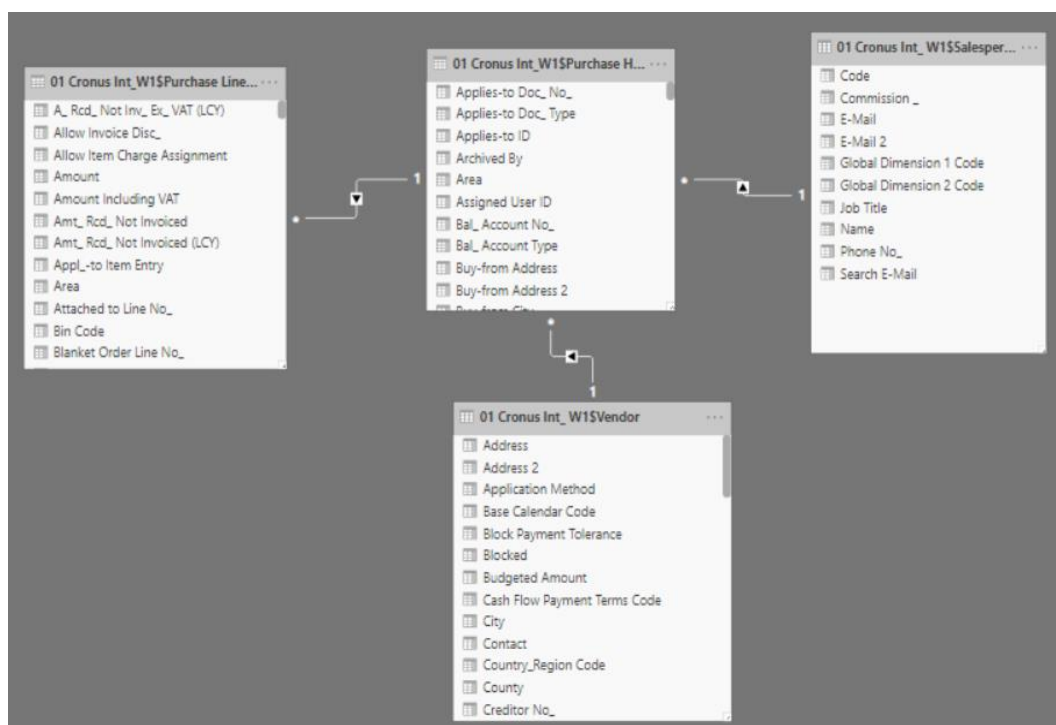 01 Cronus Int_W1$Purchase Line...
A_ Rcd_ Not Inv_ Ex_ VAT (LCY)
Allow Invoice Disc_
Allow Item Charge Assignment
Amount
Amount Including VAT
Amt_ Rcd_ Not Invoiced
Amt_ Rcd_ Not Invoiced (LCY)
Appl_-to Item Entry
Area
Attached to Line No_
Bin Code
Blanket Order Line No_
*
1
01 Cronus Int_W1$Purchase H...
Applies-to Doc_ No_
Applies-to Doc_ Type
Applies-to ID
Archived By
Area
Assigned User ID
Bal_ Account No_
Bal_ Account Type
Buy-from Address
Buy-from Address 2
Buy-from City
*
1
01 Cronus Int_ W1$Salesper...
Code
Commission _
E-Mail
E-Mail 2
Global Dimension 1 Code
Global Dimension 2 Code
Job Title
Name
Phone No_
Search E-Mail
*
1
01 Cronus Int_ W1$Vendor
Address
Address 2
Application Method
Base Calendar Code
Block Payment Tolerance
Blocked
Budgeted Amount
Cash Flow Payment Terms Code
City
Contact
Country_Region Code
County
Creditor No_